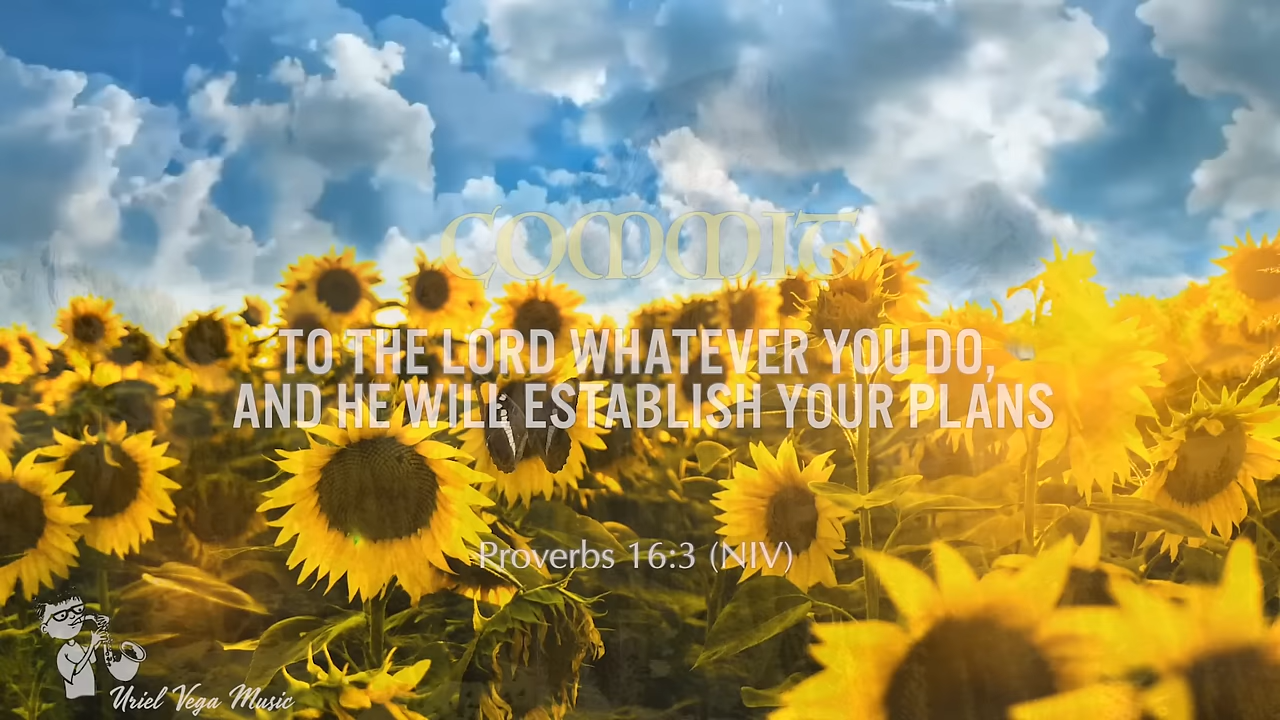 COMMIT
TO THE LORD WHATEVER YOU DO,
AND HE WILL ESTABLISH YOUR PLANS
Proverbs 16:3 (NIV)
Uriel Vega Music